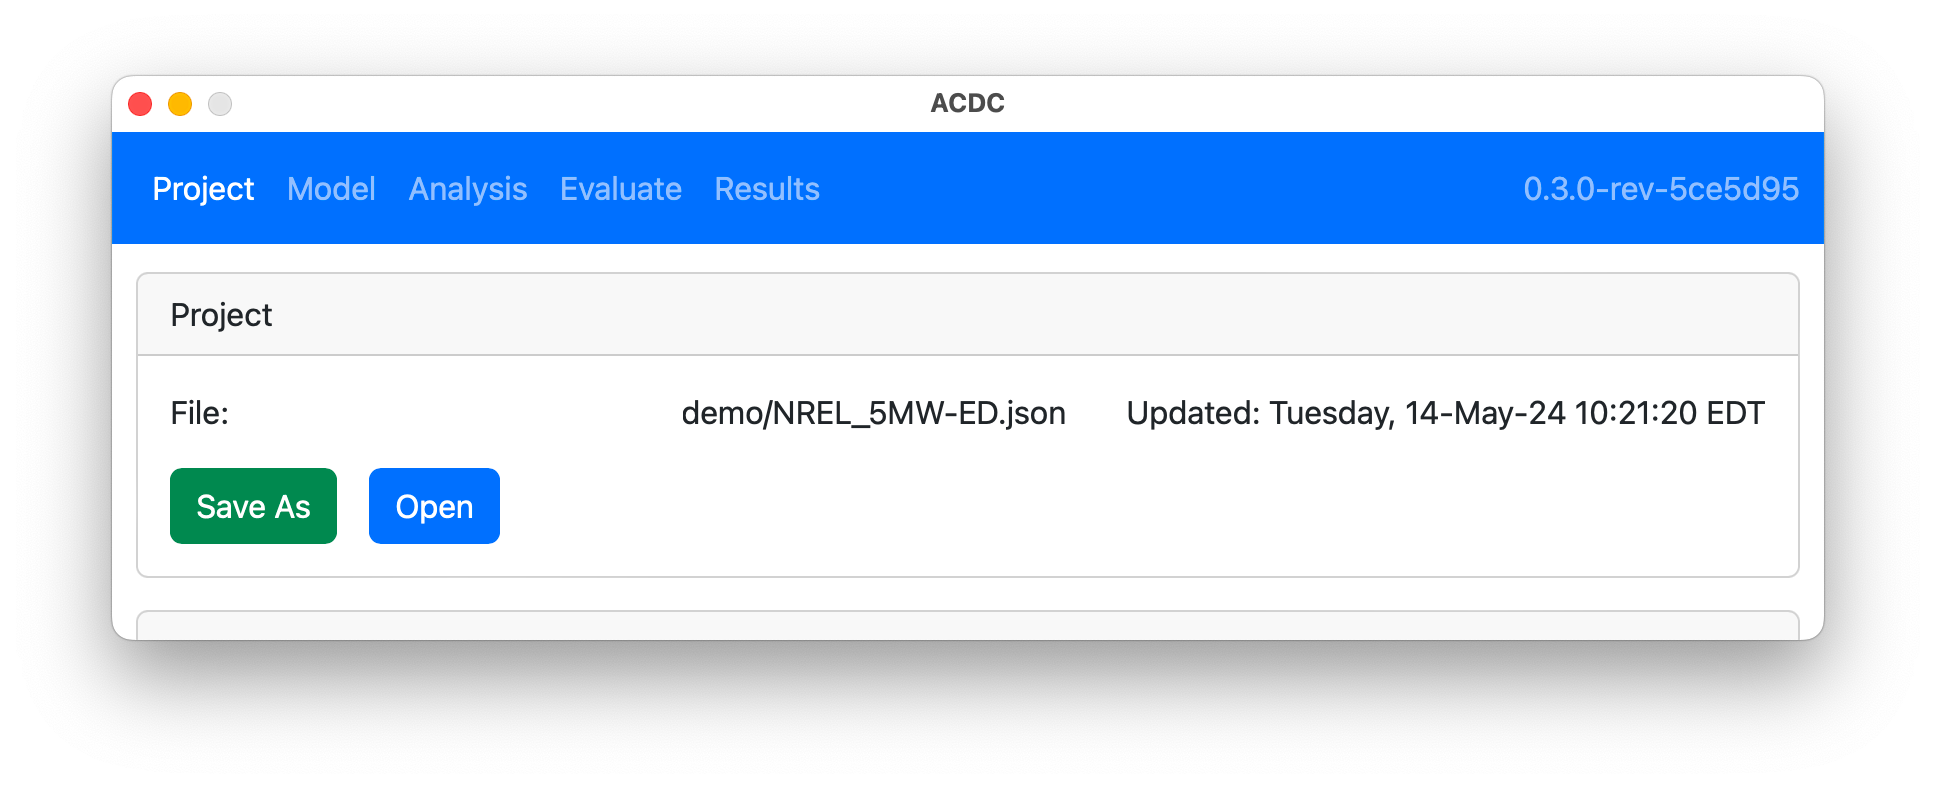 ACDC
Project Model Analysis Evaluate Results 0.3.0-rev-5ce5d95
Project
File: demo/NREL_5MW-ED.json Updated: Tuesday, 14-May-24 10:21:20 EDT
Save As Open